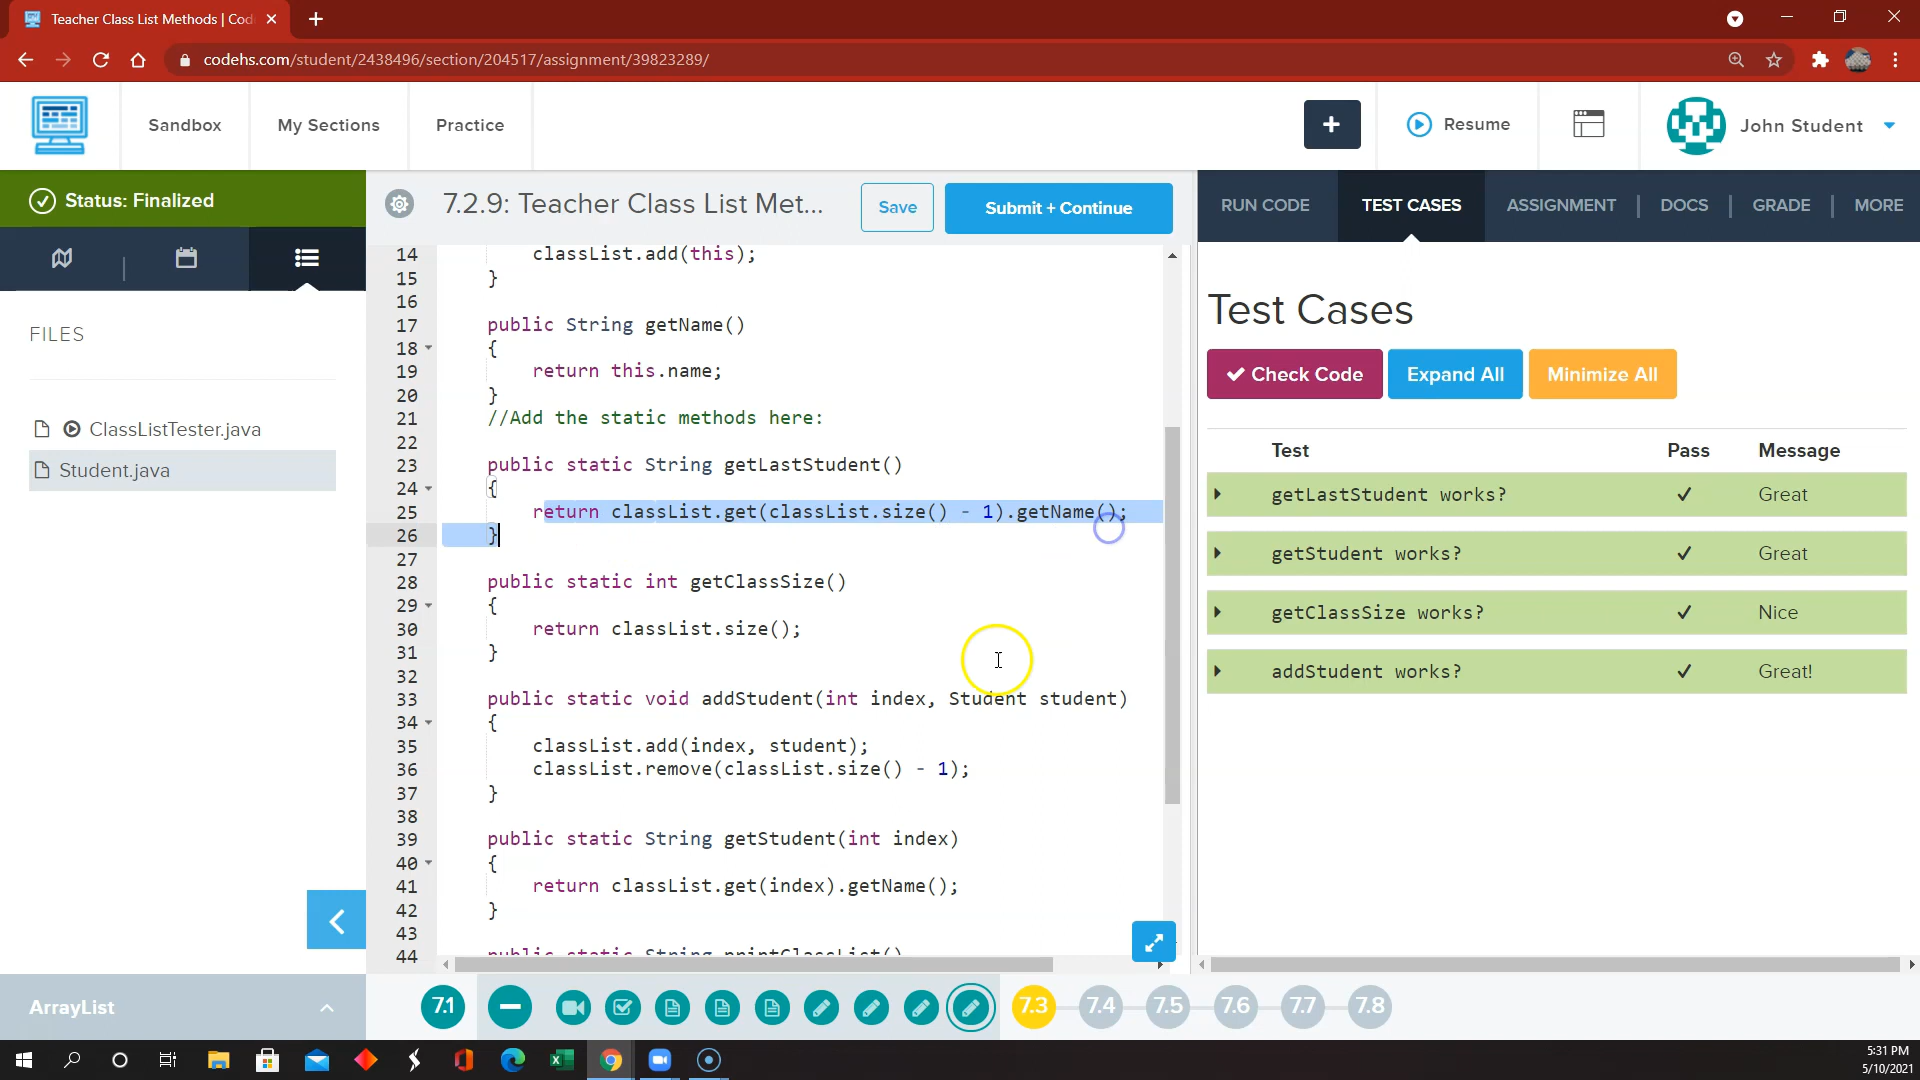 Teacher Class List Methods | Cod
codehs.com/student/2438496/section/204517/assignment/39823289/
Sandbox
My Sections
Practice
+
Resume
John Student
Status: Finalized
7.2.9: Teacher Class List Met...
Save
Submit + Continue
RUN CODE
TEST CASES
ASSIGNMENT
DOCS
GRADE
MORE
FILES
ClassListTester.java
Student.java
14 classList.add(this);
15 }
16
17 public String getName()
18 {
19 return this.name;
20 }
21 //Add the static methods here:
22
23 public static String getLastStudent()
24 {
25 return classList.get(classList.size() - 1).getName();
26 }
27
28 public static int getClassSize()
29 {
30 return classList.size();
31 }
32
33 public static void addStudent(int index, Student student)
34 {
35 classList.add(index, student);
36 classList.remove(classList.size() - 1);
37 }
38
39 public static String getStudent(int index)
40 {
41 return classList.get(index).getName();
42 }
43
44 public static String printClassList()
Test Cases
Check Code
Expand All
Minimize All
Test Pass Message
getLastStudent works? ✓ Great
getStudent works? ✓ Great
getClassSize works? ✓ Nice
addStudent works? ✓ Great!
ArrayList
7.1
7.3
7.4
7.5
7.6
7.7
7.8
5:31 PM
5/10/2021